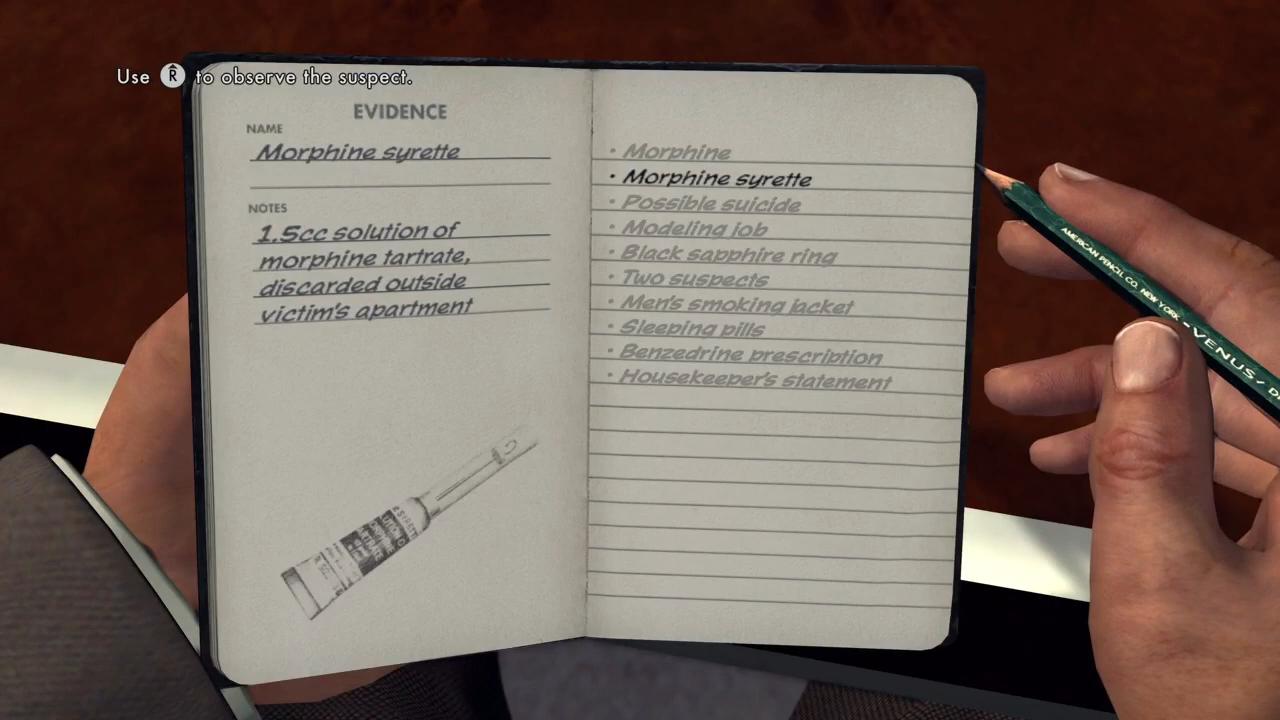 Use R to observe the suspect.
EVIDENCE
NAME
Morphine syrette
NOTES
1.5cc solution of
morphine tartrate,
discarded outside
victim's apartment
• Morphine
• Morphine syrette
• Possible suicide
• Modeling job
• Black sapphire ring
• Two suspects
• Men's smoking jacket
• Sleeping pills
• Benzedrine prescription
• Housekeeper's statement
AMERICAN PENCIL CO. NEW YORK VENUS